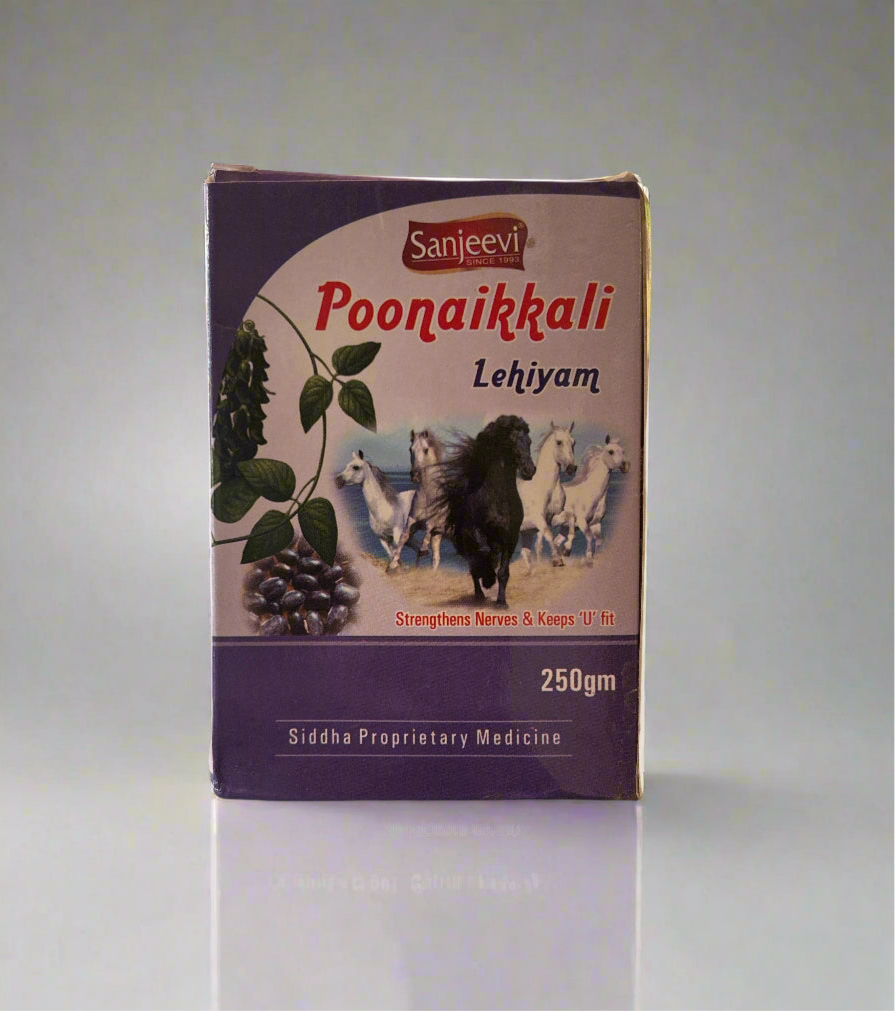 Sanjeevi®
SINCE 1993
Poonaikkali
Lehiyam
Strengthens Nerves & Keeps 'U' fit
250gm
Siddha Proprietary Medicine